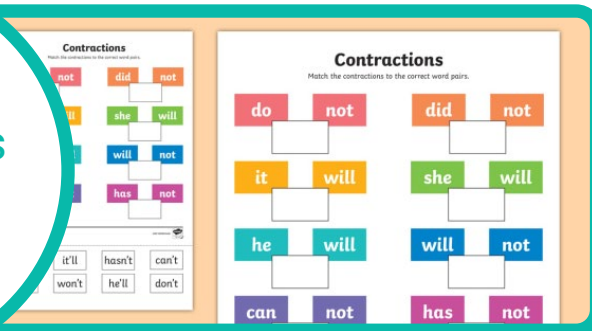 s
Contractions
Match the contractions to the correct word pairs.
not did not
ll she will
will not
has not
it'll hasn't can't
won't he'll don't
Contractions
Match the contractions to the correct word pairs.
do not did not
it will she will
he will will not
can not has not